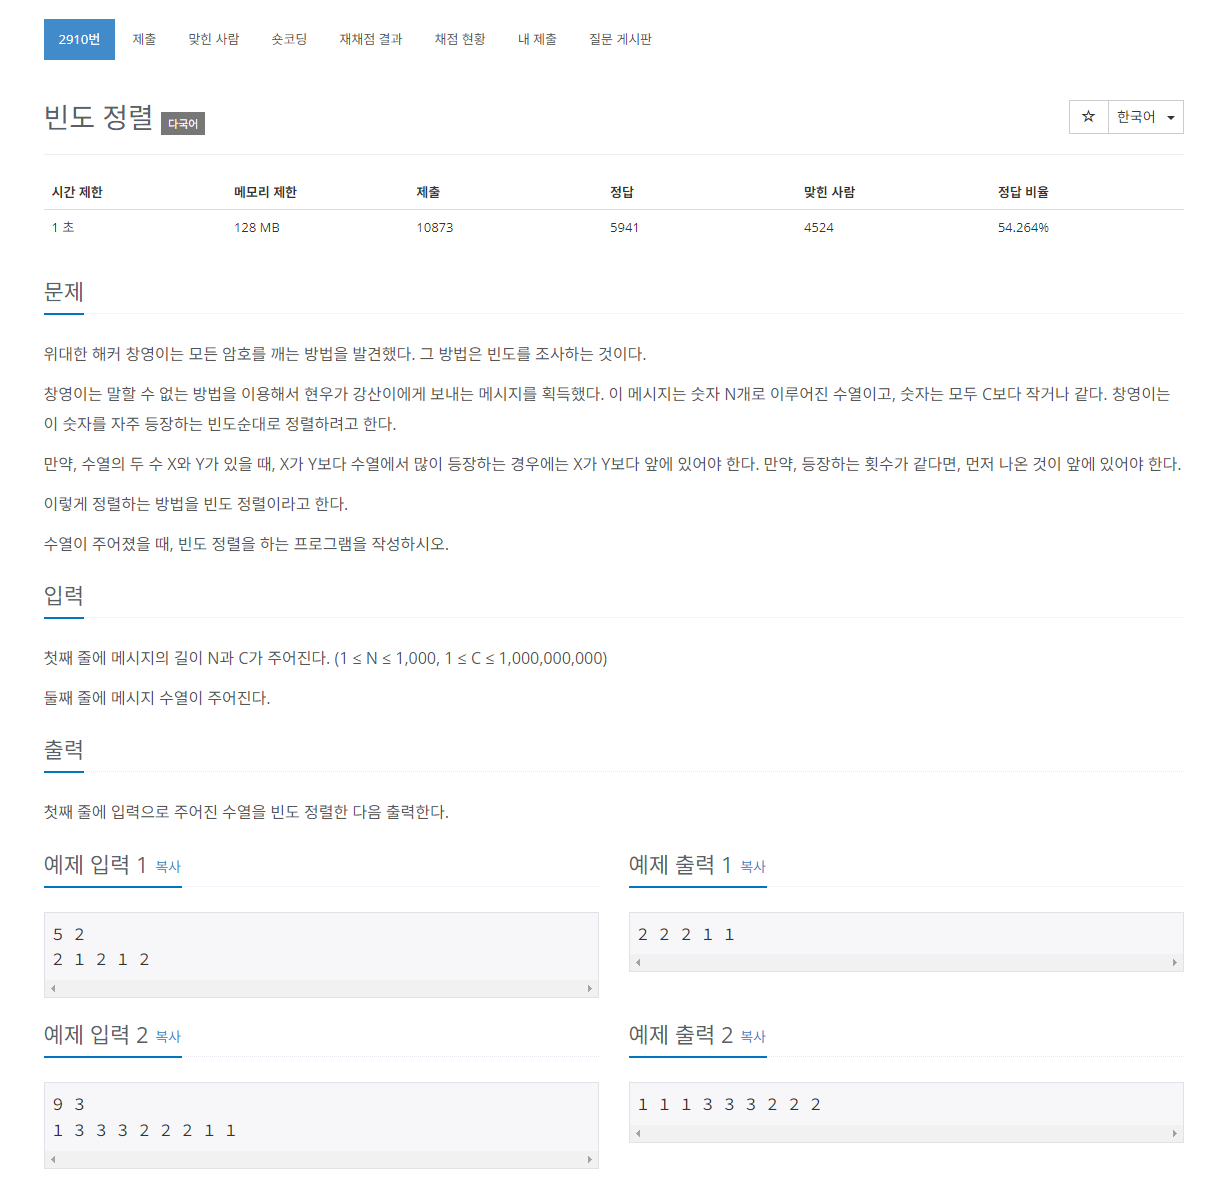 2910번 제출 맞힌 사람 숏코딩 재채점 결과 채점 현황 내 제출 질문 게시판
빈도 정렬 다국어
☆ 한국어
시간 제한 메모리 제한 제출 정답 맞힌 사람 정답 비율
1 초 128 MB 10873 5941 4524 54.264%
문제
위대한 해커 창영이는 모든 암호를 깨는 방법을 발견했다. 그 방법은 빈도를 조사하는 것이다.
창영이는 말할 수 없는 방법을 이용해서 현우가 강산이에게 보내는 메시지를 획득했다. 이 메시지는 숫자 N개로 이루어진 수열이고, 숫자는 모두 C보다 작거나 같다. 창영이는
이 숫자를 자주 등장하는 빈도순대로 정렬하려고 한다.
만약, 수열의 두 수 X와 Y가 있을 때, X가 Y보다 수열에서 많이 등장하는 경우에는 X가 Y보다 앞에 있어야 한다. 만약, 등장하는 횟수가 같다면, 먼저 나온 것이 앞에 있어야 한다.
이렇게 정렬하는 방법을 빈도 정렬이라고 한다.
수열이 주어졌을 때, 빈도 정렬을 하는 프로그램을 작성하시오.
입력
첫째 줄에 메시지의 길이 N과 C가 주어진다. (1 ≤ N ≤ 1,000, 1 ≤ C ≤ 1,000,000,000)
둘째 줄에 메시지 수열이 주어진다.
출력
첫째 줄에 입력으로 주어진 수열을 빈도 정렬한 다음 출력한다.
예제 입력 1 복사
5 2
2 1 2 1 2
예제 출력 1 복사
2 2 2 1 1
예제 입력 2 복사
9 3
1 3 3 3 2 2 2 1 1
예제 출력 2 복사
1 1 1 3 3 3 2 2 2